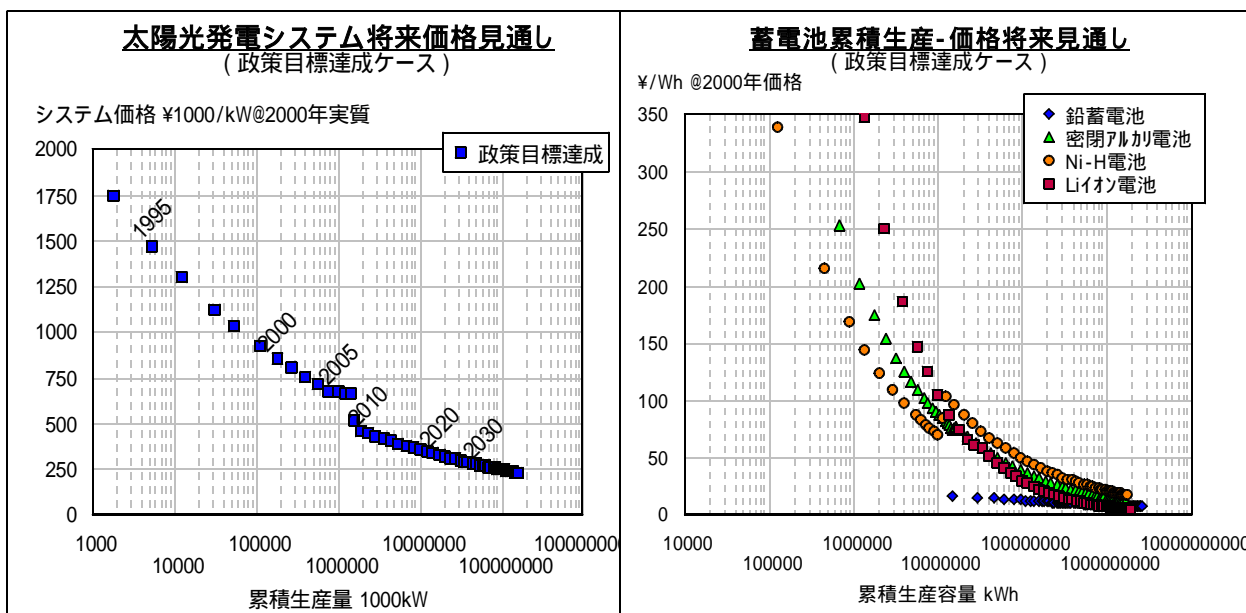 太陽光発電システム将来価格見通し
( 政策目標達成ケース )
システム価格 ¥1000/kW@2000年実質
2000
1750
1500
1250
1000
750
500
250
0
政策目標達成
1995
2000
2005
2010
2020
2030
1000
100000
10000000
1000000000
10000
1000000
100000000
累積生産量 1000kW
蓄電池累積生産-価格将来見通し
( 政策目標達成ケース )
¥/Wh @2000年価格
350
300
250
200
150
100
50
0
鉛蓄電池
密閉アルカリ電池
Ni-H電池
Liイオン電池
10000
1000000
100000000
10000000000
100000
10000000
1000000000
累積生産容量 kWh